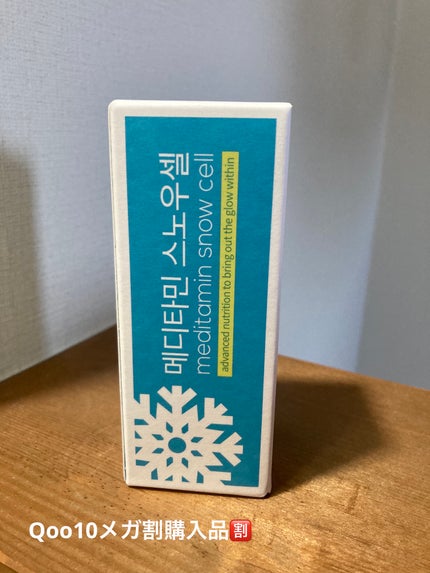 메디타민 스노우셀
meditamin snow cell
advanced nutrition to bring out the glow within
Qoo10メガ割購入品🈹